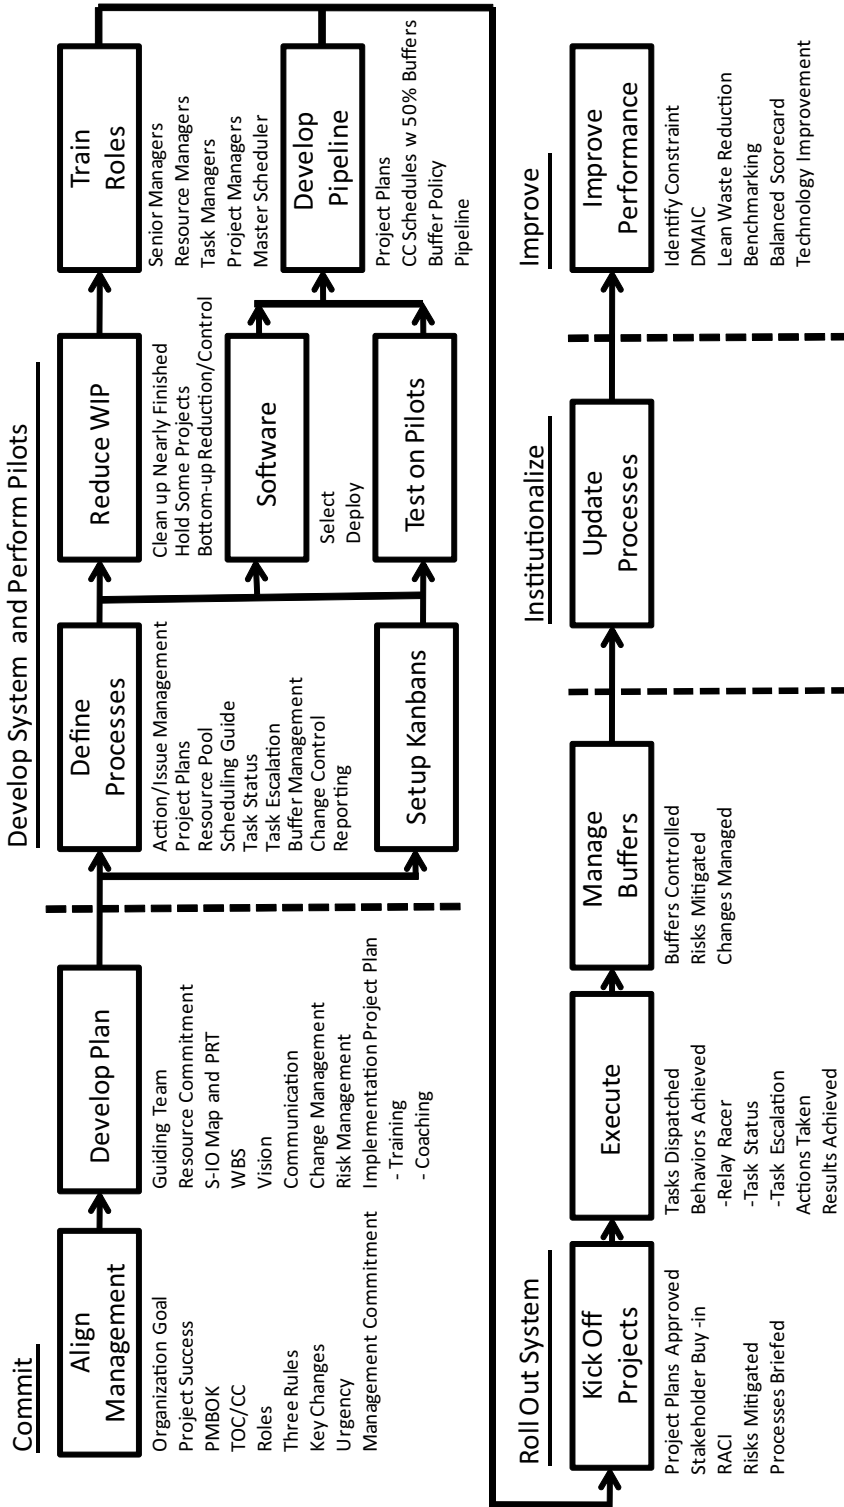 Commit
Align
Management
Organization Goal
Project Success
PMBOK
TOC/CC
Roles
Three Rules
Key Changes
Urgency
Management Commitment
Develop Plan
Guiding Team
Resource Commitment
S-IO Map and PRT
WBS
Vision
Communication
Change Management
Risk Management
Implementation Project Plan
- Training
- Coaching
Develop System and Perform Pilots
Define
Processes
Action/Issue Management
Project Plans
Resource Pool
Scheduling Guide
Task Status
Task Escalation
Buffer Management
Change Control
Reporting
Setup Kanbans
Reduce WIP
Clean up Nearly Finished
Hold Some Projects
Bottom-up Reduction/Control
Software
Select
Deploy
Test on Pilots
Train
Roles
Senior Managers
Resource Managers
Task Managers
Project Managers
Master Scheduler
Develop
Pipeline
Project Plans
CC Schedules w 50% Buffers
Buffer Policy
Pipeline
Roll Out System
Kick Off
Projects
Project Plans Approved
Stakeholder Buy -in
RACI
Risks Mitigated
Processes Briefed
Execute
Tasks Dispatched
Behaviors Achieved
-Relay Racer
-Task Status
-Task Escalation
Actions Taken
Results Achieved
Manage
Buffers
Buffers Controlled
Risks Mitigated
Changes Managed
Institutionalize
Update
Processes
Improve
Improve
Performance
Identify Constraint
DMAIC
Lean Waste Reduction
Benchmarking
Balanced Scorecard
Technology Improvement